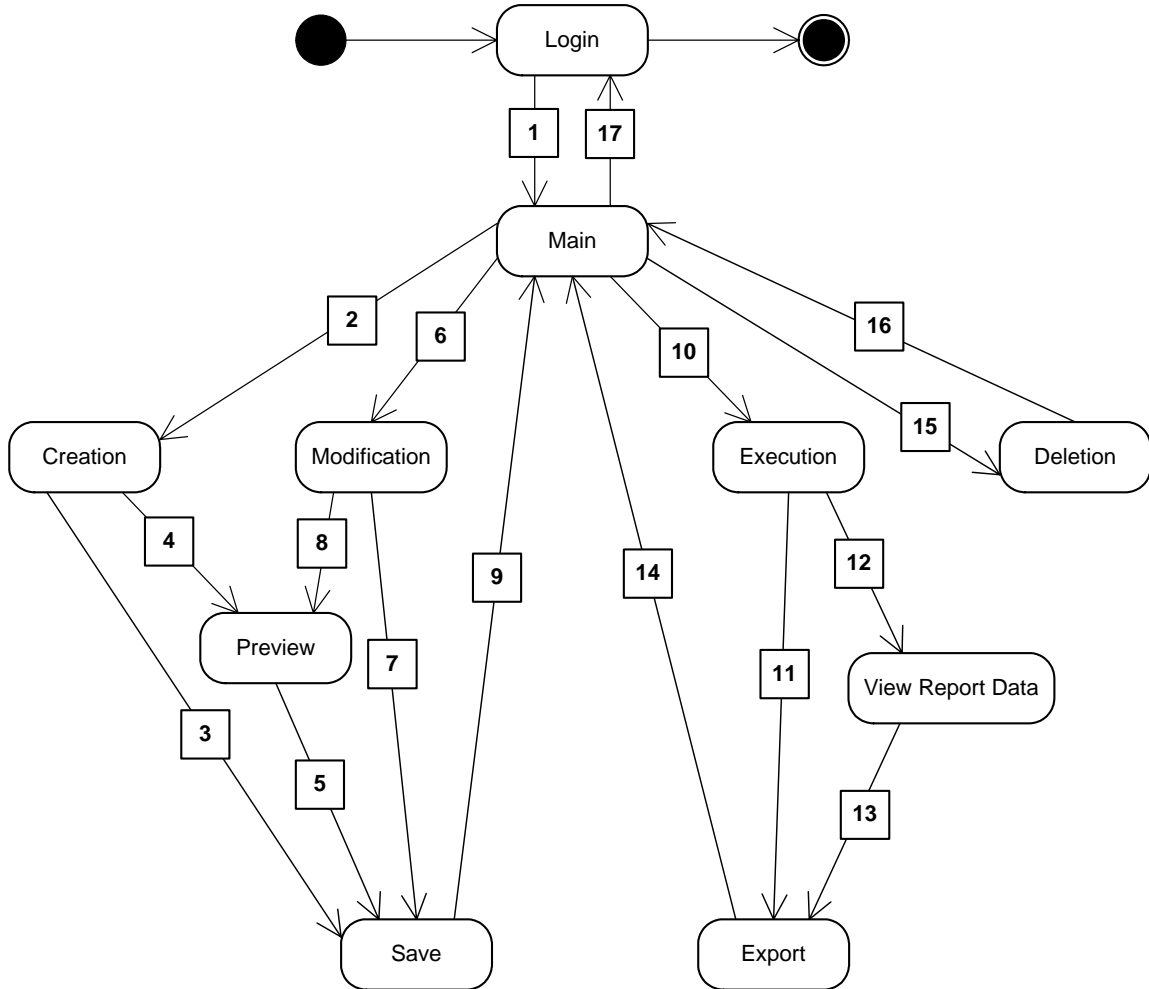 Login
1
17
Main
2
6
10
16
15
Creation
Modification
Execution
Deletion
4
8
12
9
14
Preview
7
11
View Report Data
3
5
13
Save
Export